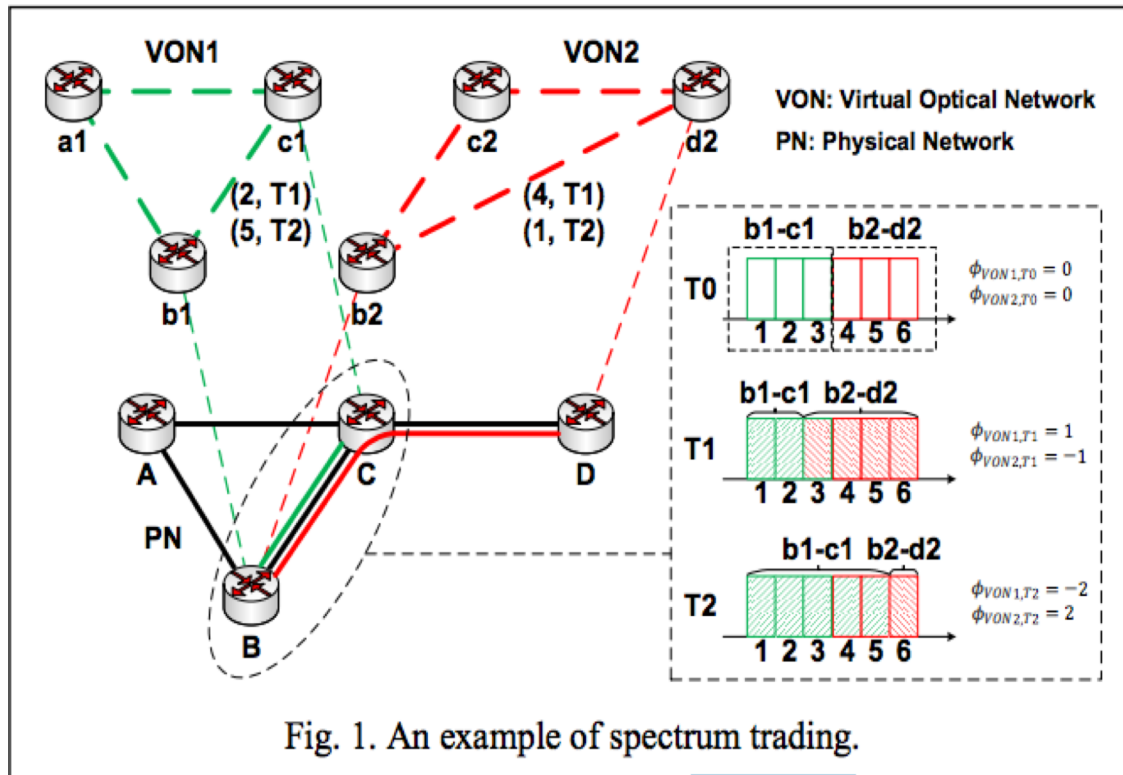 VON1
VON2
a1
c1
c2
d2
VON: Virtual Optical Network
PN: Physical Network
(2, T1)
(5, T2)
(4, T1)
(1, T2)
b1
b2
b1-c1 b2-d2
T0
1 2 3 4 5 6
ϕVON1,T0 = 0
ϕVON2,T0 = 0
b1-c1 b2-d2
T1
1 2 3 4 5 6
ϕVON1,T1 = 1
ϕVON2,T1 = −1
b1-c1 b2-d2
T2
1 2 3 4 5 6
ϕVON1,T2 = −2
ϕVON2,T2 = 2
A
C
D
PN
B
Fig. 1. An example of spectrum trading.